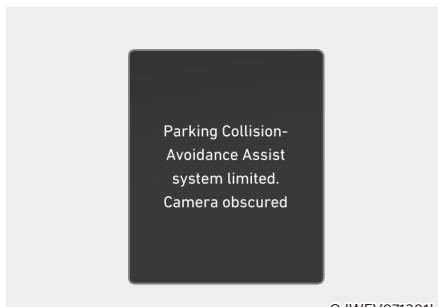 Parking Collision-
Avoidance Assist
system limited.
Camera obscured